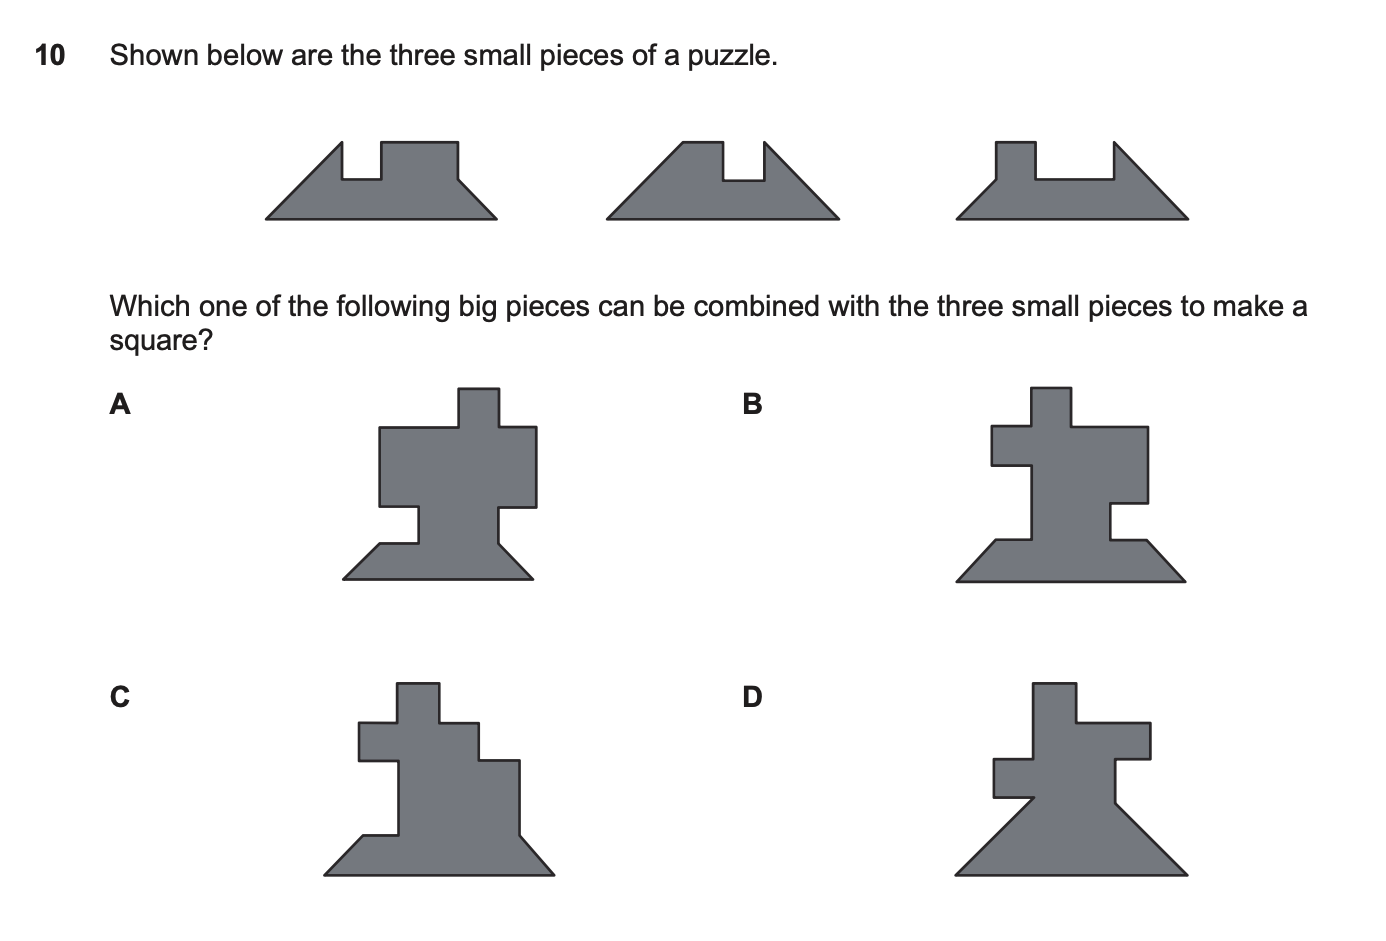 10 Shown below are the three small pieces of a puzzle.
Which one of the following big pieces can be combined with the three small pieces to make a
square?
A B
C D